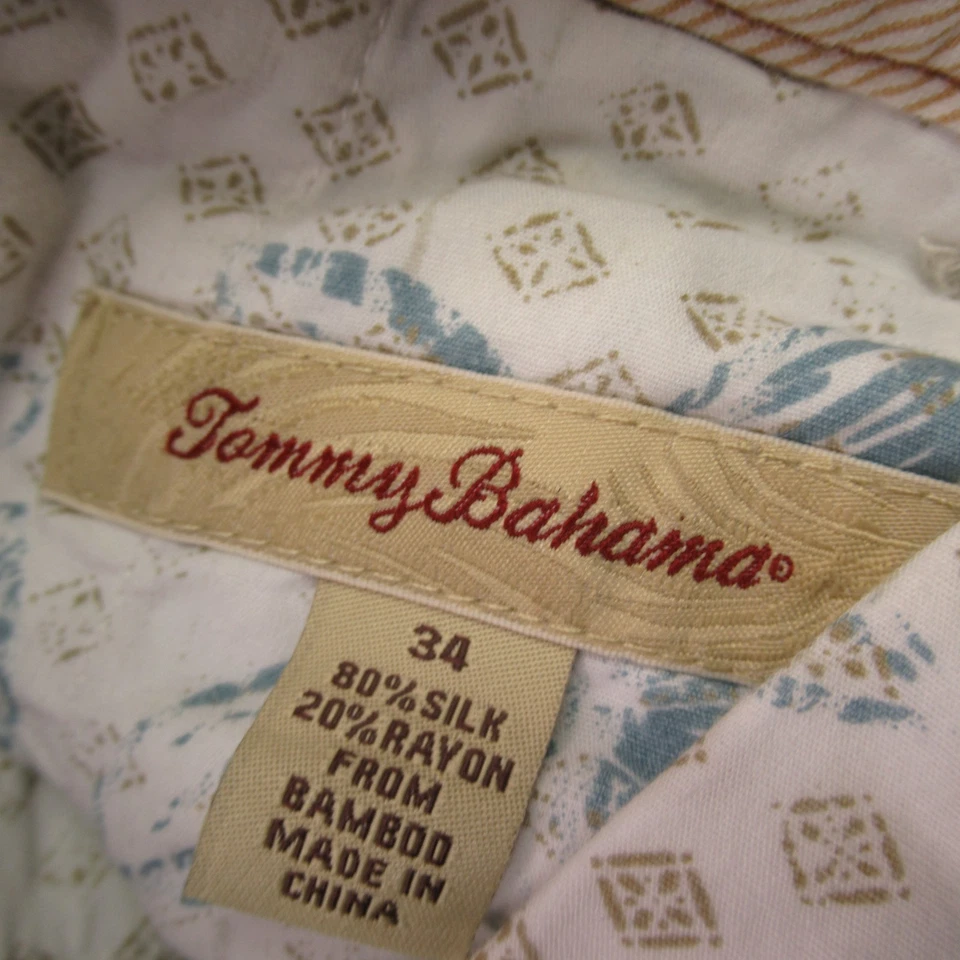 Tommy Bahama®
34
80% SILK
20% RAYON
FROM
BAMBOO
MADE IN
CHINA